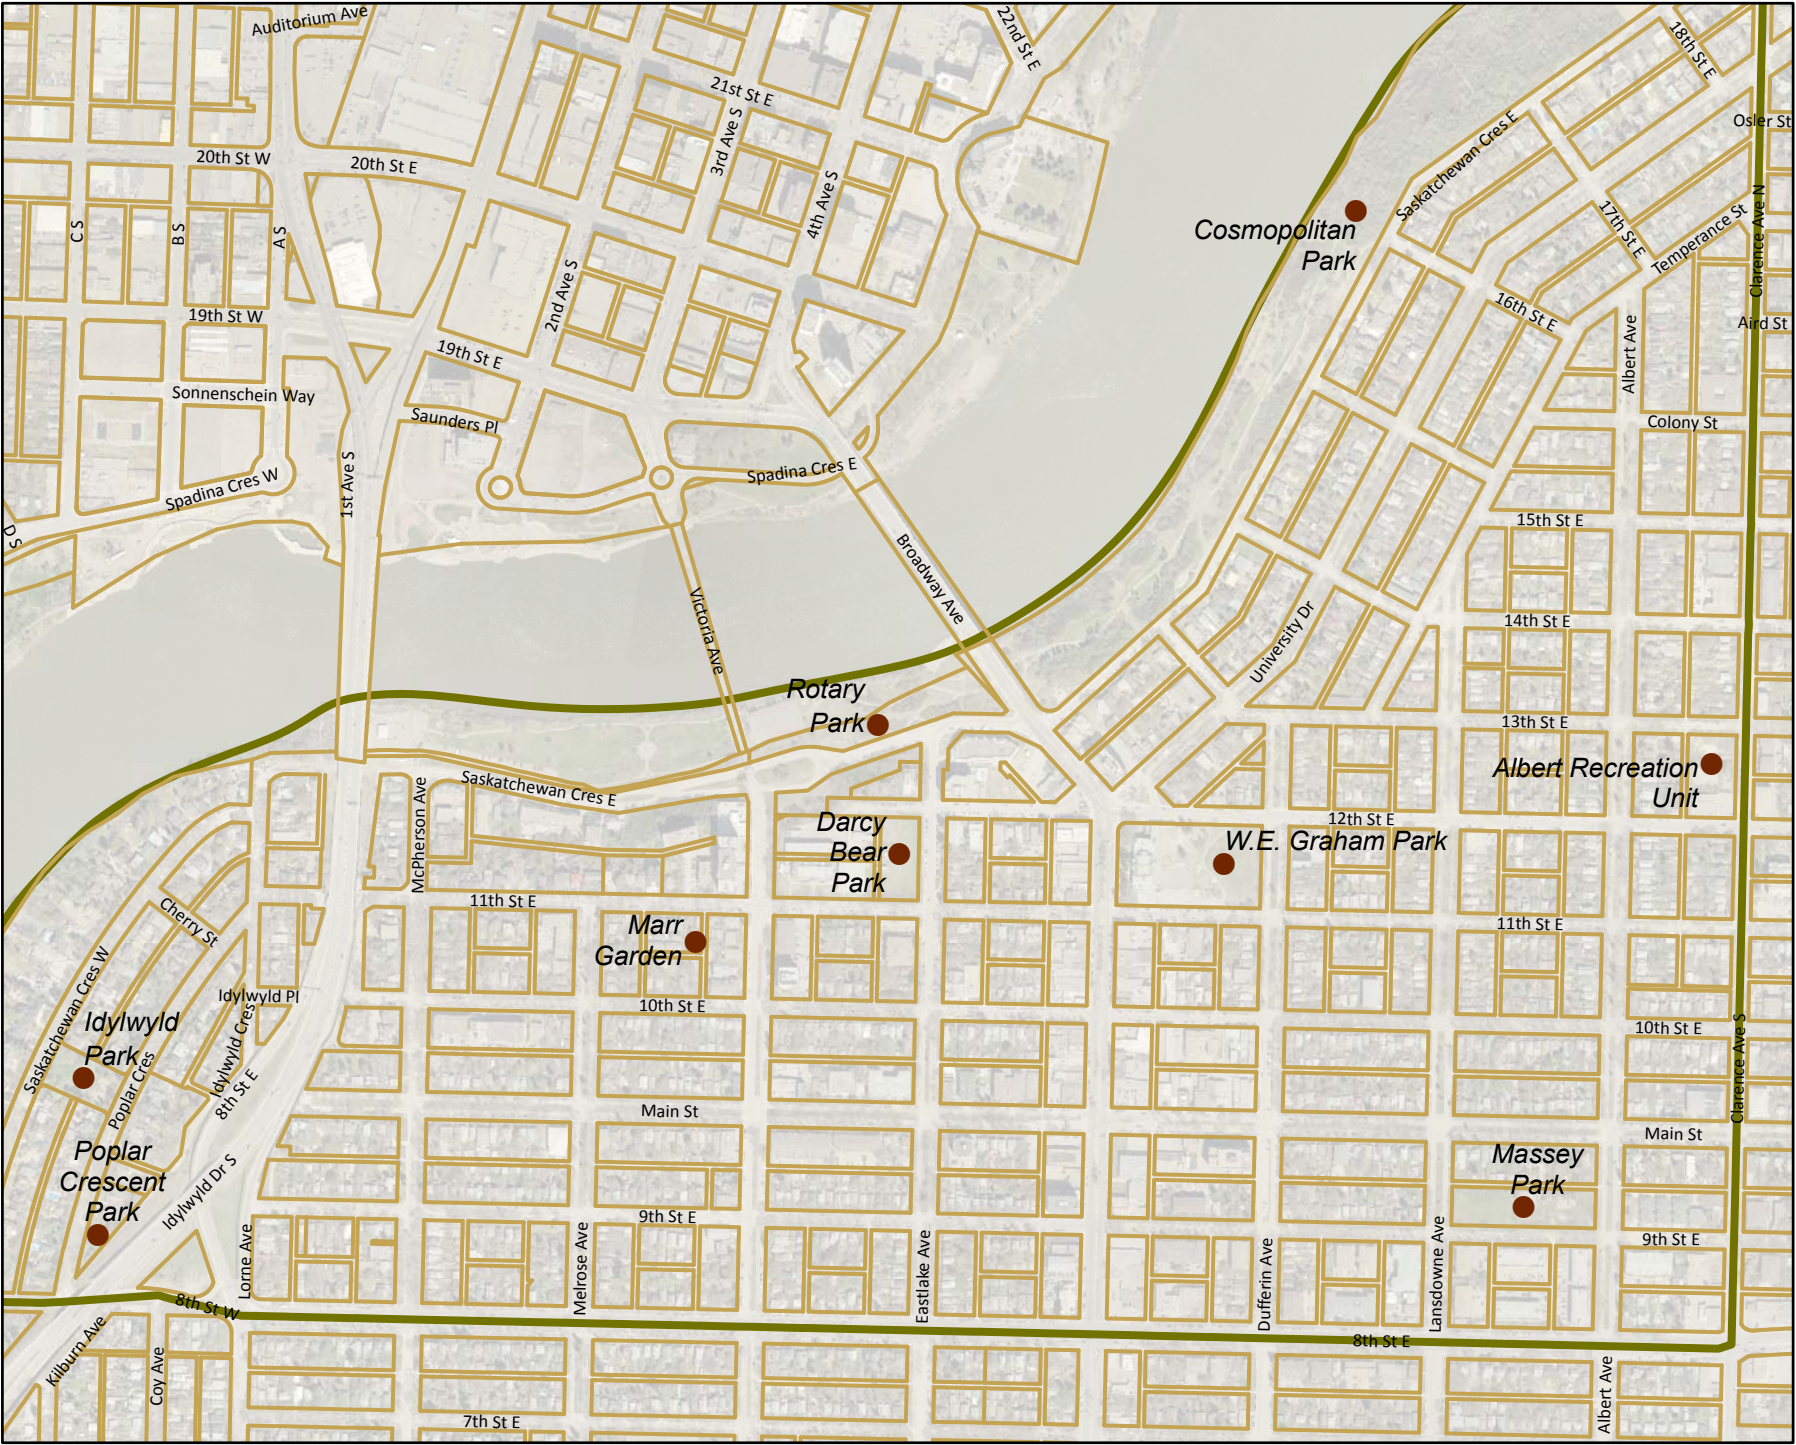 Auditorium Ave
22nd St E
18th St E
21st St E
Osler St
3rd Ave S
Saskatchewan Cres E
20th St W
20th St E
4th Ave S
Clarence Ave N
17th St E
Temperance St
C S
B S
A S
Cosmopolitan
Park
2nd Ave S
16th St E
19th St W
Aird St
Albert Ave
19th St E
Sonnenschein Way
Saunders Pl
Colony St
Spadina Cres E
Spadina Cres W
1st Ave S
D S
15th St E
Broadway Ave
Victoria Ave
University Dr
14th St E
Rotary
Park
13th St E
Albert Recreation
Unit
Saskatchewan Cres E
McPherson Ave
Darcy
Bear
Park
12th St E
W.E. Graham Park
11th St E
Cherry St
Marr
Garden
11th St E
Saskatchewan Cres W
Idylwyld Pl
10th St E
Idylwyld
Park
Idylwyld Cres
10th St E
Poplar Cres
8th St E
Clarence Ave S
Main St
Main St
Poplar
Crescent
Park
Massey
Park
Idylwyld Dr S
9th St E
9th St E
Lorne Ave
Melrose Ave
Eastlake Ave
Dufferin Ave
Lansdowne Ave
8th St W
8th St E
Kilburn Ave
Coy Ave
Albert Ave
7th St E